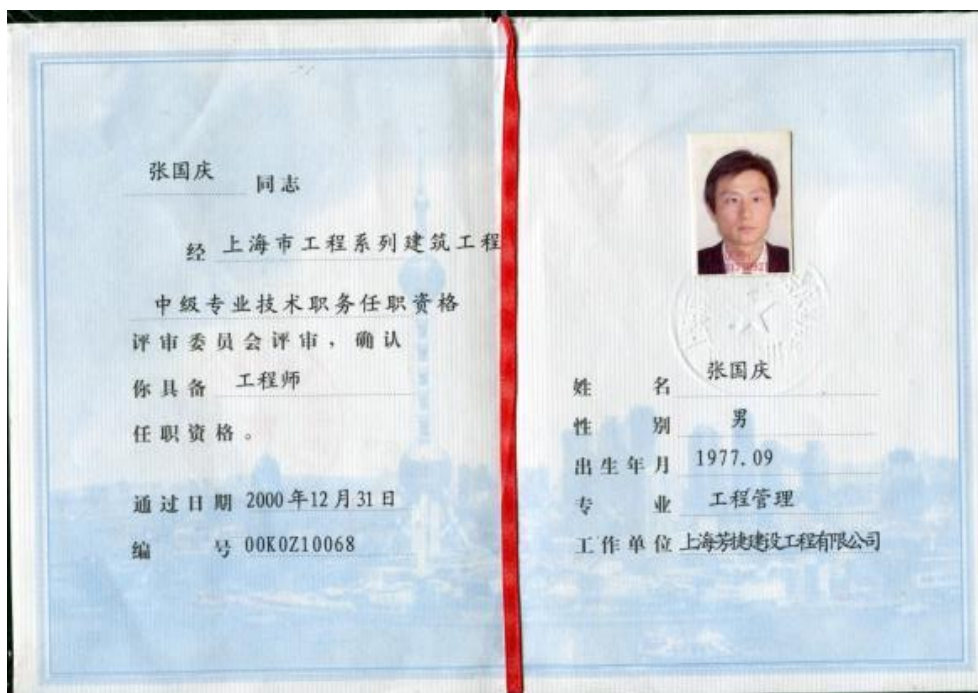 张国庆 同志
经 上海市工程系列建筑工程
中级专业技术职务任职资格
评审委员会评审，确认
你具备 工程师
任职资格。
通过日期 2000年12月31日
编号 00K0Z10068
姓名 张国庆
性别 男
出生年月 1977.09
专业 工程管理
工作单位 上海芳捷建设工程有限公司